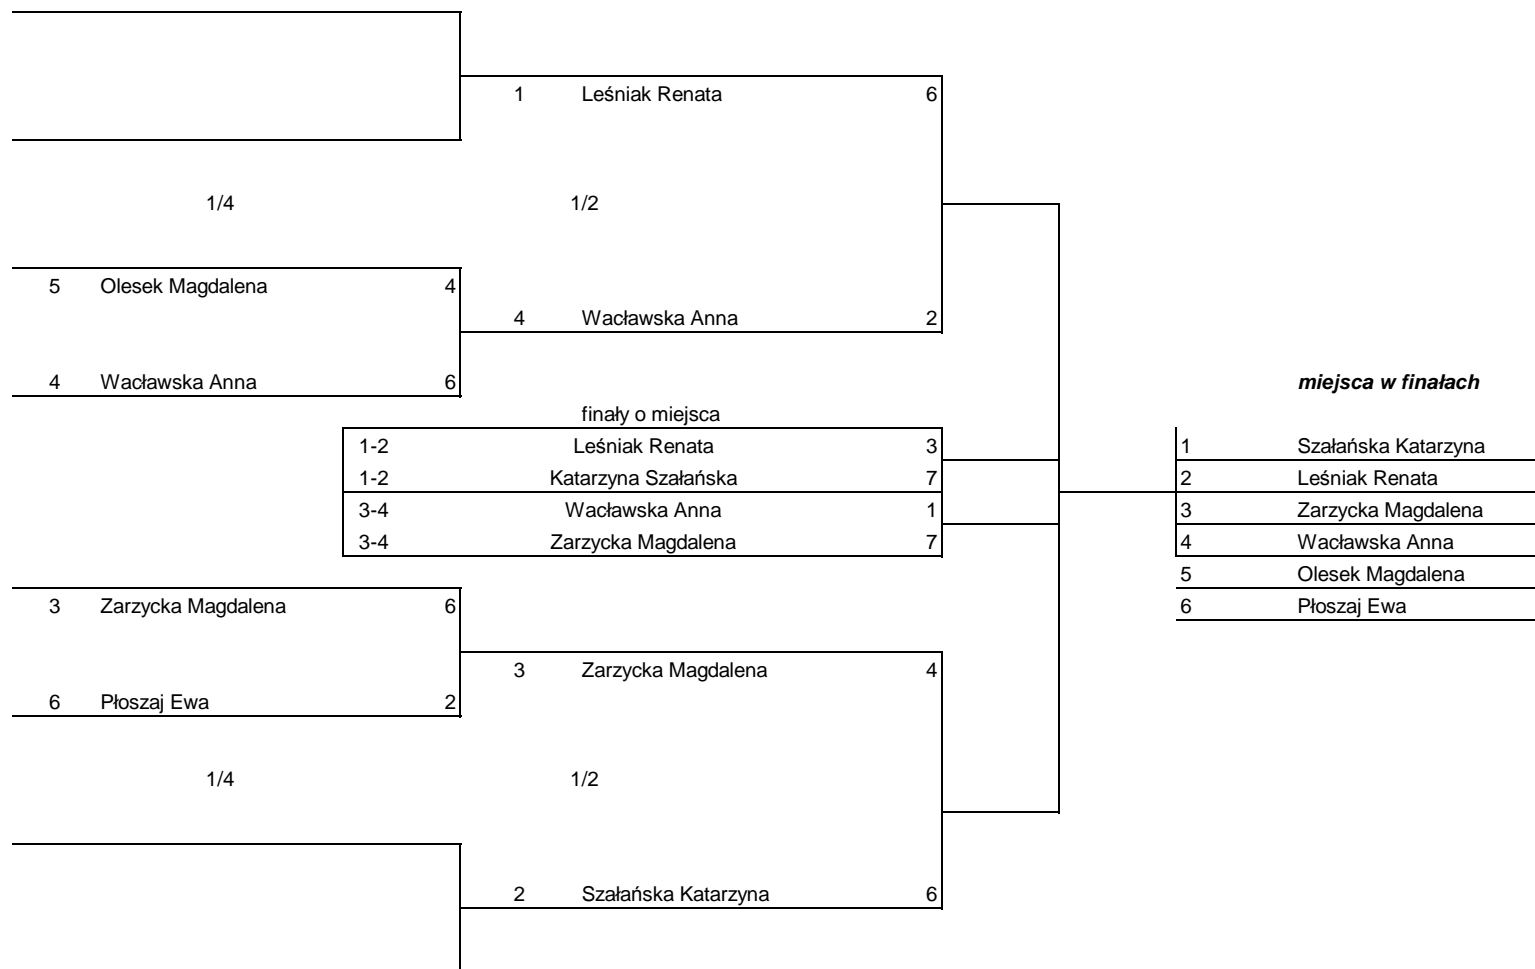 1 Leśniak Renata 6
1/4 1/2
5 Olesek Magdalena 4
4 Wacławska Anna 2
4 Wacławska Anna 6
miejsca w finałach
finały o miejsca
1-2 Leśniak Renata 3
1 Szałańska Katarzyna
1-2 Katarzyna Szałańska 7
2 Leśniak Renata
3-4 Wacławska Anna 1
3 Zarzycka Magdalena
3-4 Zarzycka Magdalena 7
4 Wacławska Anna
5 Olesek Magdalena
3 Zarzycka Magdalena 6
6 Płoszaj Ewa
3 Zarzycka Magdalena 4
6 Płoszaj Ewa 2
1/4 1/2
2 Szałańska Katarzyna 6